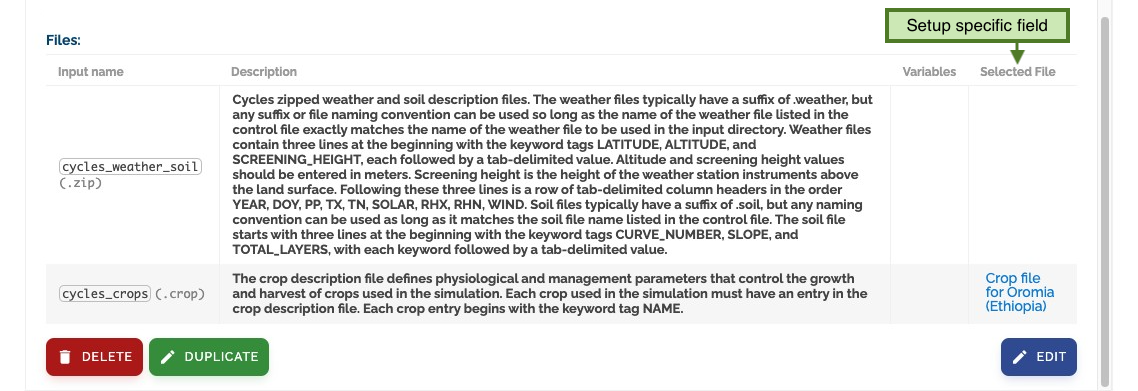 Setup specific field
Files:
Input name Description Variables Selected File
Cycles zipped weather and soil description files. The weather files typically have a suffix of .weather, but
any suffix or file naming convention can be used so long as the name of the weather file listed in the
control file exactly matches the name of the weather file to be used in the input directory. Weather files
contain three lines at the beginning with the keyword tags LATITUDE, ALTITUDE, and
SCREENING_HEIGHT, each followed by a tab-delimited value. Altitude and screening height values
should be entered in meters. Screening height is the height of the weather station instruments above
the land surface. Following these three lines is a row of tab-delimited column headers in the order
YEAR, DOY, PP, TX, TN, SOLAR, RHX, RHN, WIND. Soil files typically have a suffix of .soil, but any naming
convention can be used as long as it matches the soil file name listed in the control file. The soil file
starts with three lines at the beginning with the keyword tags CURVE_NUMBER, SLOPE, and
TOTAL_LAYERS, with each keyword followed by a tab-delimited value.
cycles_weather_soil
(.zip)
cycles_crops (.crop)
The crop description file defines physiological and management parameters that control the growth
and harvest of crops used in the simulation. Each crop used in the simulation must have an entry in the
crop description file. Each crop entry begins with the keyword tag NAME.
Crop file
for Oromia
(Ethiopia)
DELETE DUPLICATE EDIT